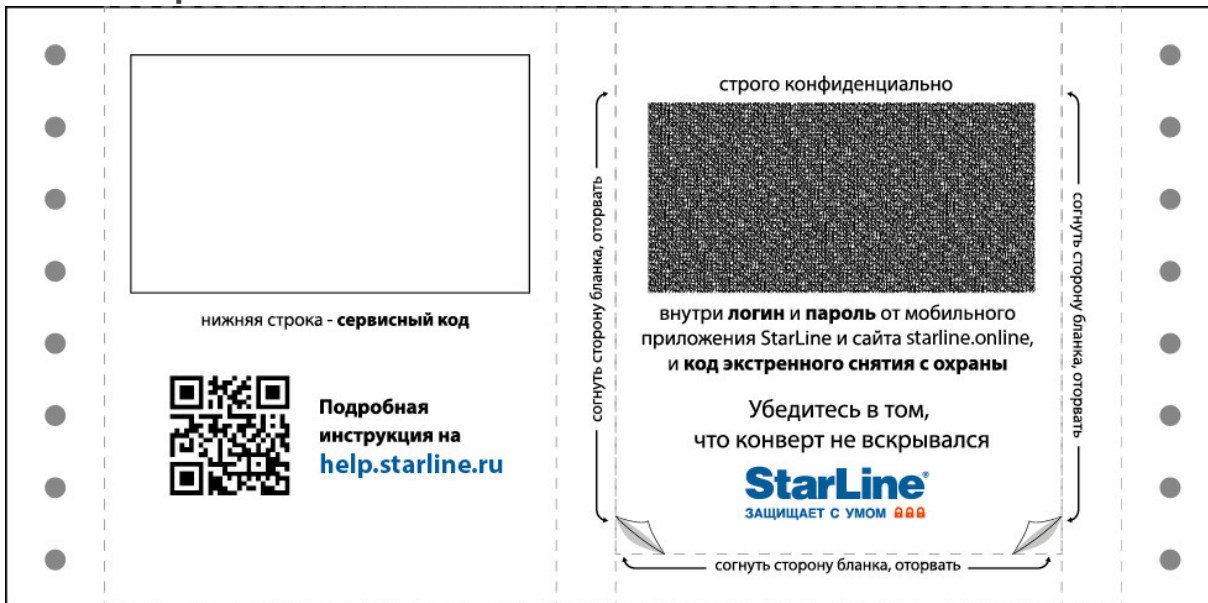 нижняя строка - сервисный код
Подробная
инструкция на
help.starline.ru
строго конфиденциально
согнуть сторону бланка, оторвать
внутри логин и пароль от мобильного
приложения StarLine и сайта starline.online,
и код экстренного снятия с охраны
Убедитесь в том,
что конверт не вскрывался
StarLine®
ЗАЩИЩАЕТ С УМОМ
согнуть сторону бланка, оторвать
согнуть сторону бланка, оторвать